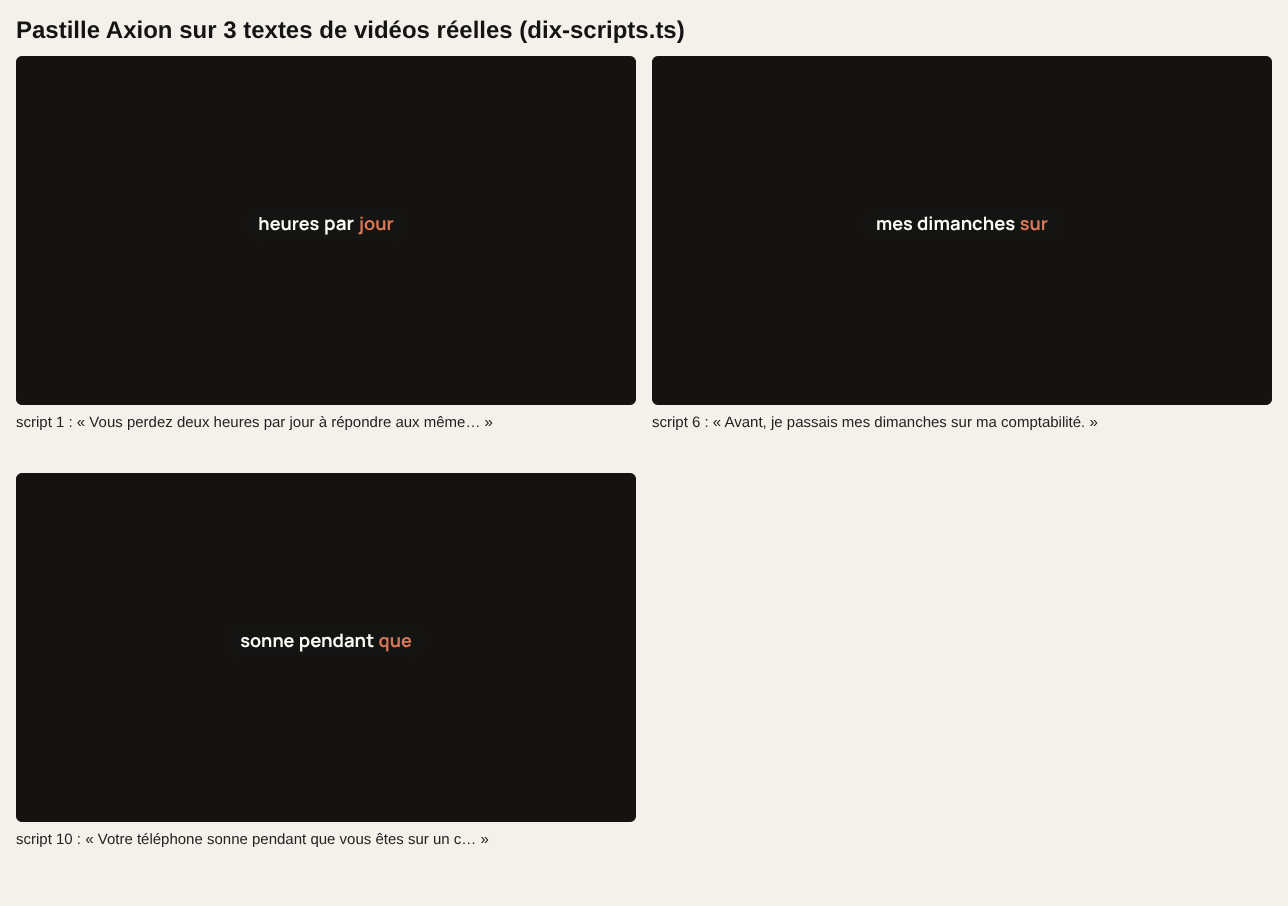 Pastille Axion sur 3 textes de vidéos réelles (dix-scripts.ts)
heures par jour
script 1 : « Vous perdez deux heures par jour à répondre aux même… »
mes dimanches sur
script 6 : « Avant, je passais mes dimanches sur ma comptabilité. »
sonne pendant que
script 10 : « Votre téléphone sonne pendant que vous êtes sur un c… »